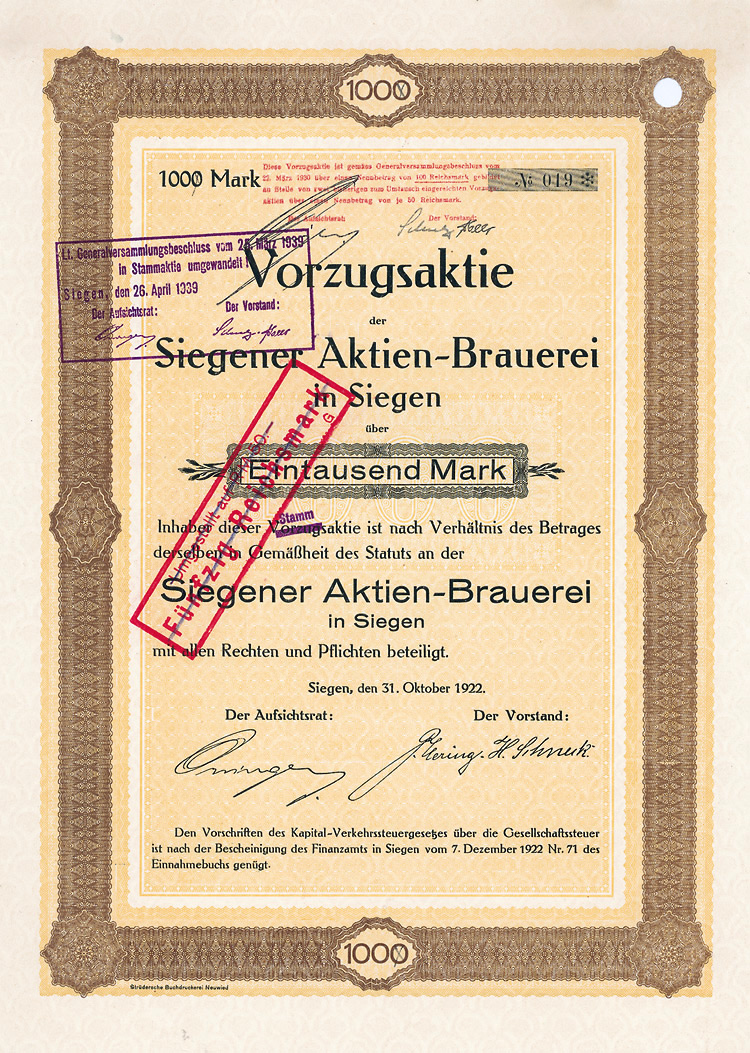 1000
1000 Mark
Diese Vorzugsaktie ist gemäss Generalversammlungsbeschluss vom
22. März 1930 über einen Nennbetrag von 100 Reichsmark gebildet
an Stelle von zwei derartigen zum Umtausch eingereichten Vorzugs-
aktien über einen Nennbetrag von je 50 Reichsmark.
Der Aufsichtsrat: Der Vorstand:
№ 019 ✻
Lt. Generalversammlungsbeschluss vom 25. März 1939
in Stammaktie umgewandelt!
Siegen, den 26. April 1939
Der Aufsichtsrat: Der Vorstand:
Vorzugsaktie
der
Siegener Aktien-Brauerei
in Siegen
über
Eintausend Mark
Umgestellt auf RM 50.—
Fünfzig Reichsmark
G
Stamm
Inhaber dieser Vorzugsaktie ist nach Verhältnis des Betrages
derselben in Gemäßheit des Statuts an der
Siegener Aktien-Brauerei
in Siegen
mit allen Rechten und Pflichten beteiligt.
Siegen, den 31. Oktober 1922.
Der Aufsichtsrat: Der Vorstand:
H. Schneck
Den Vorschriften des Kapital-Verkehrssteuergesetzes über die Gesellschaftssteuer
ist nach der Bescheinigung des Finanzamts in Siegen vom 7. Dezember 1922 Nr. 71 des
Einnahmebuchs genügt.
1000
Strüdersche Buchdruckerei Neuwied